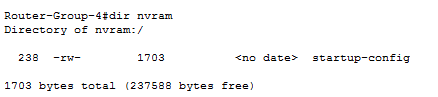 Router-Group-4#dir nvram
Directory of nvram:/
238 -rw- 1703 <no date> startup-config
1703 bytes total (237588 bytes free)